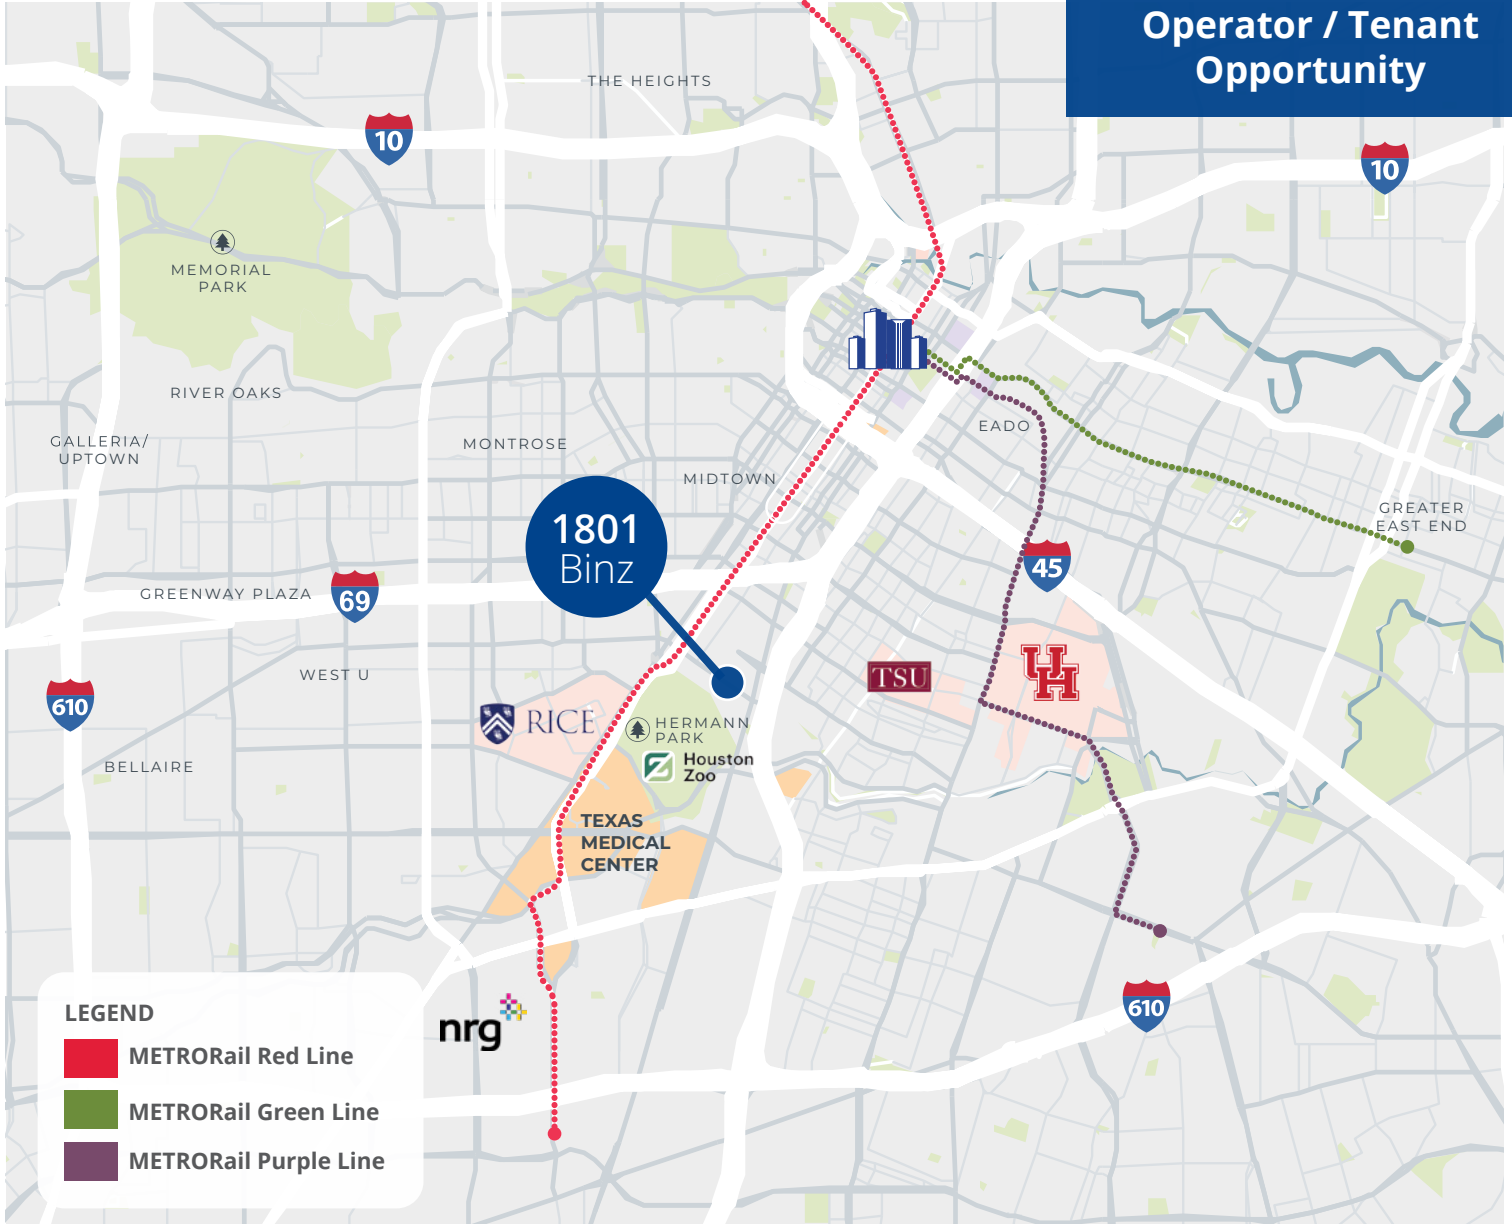 Operator / Tenant
Opportunity
THE HEIGHTS
10
10
MEMORIAL
PARK
RIVER OAKS
GALLERIA/
UPTOWN
MONTROSE
EADO
MIDTOWN
1801
Binz
GREATER
EAST END
45
GREENWAY PLAZA
69
WEST U
TSU
UH
610
RICE
HERMANN
PARK
Houston
Zoo
BELLAIRE
TEXAS
MEDICAL
CENTER
610
nrg
LEGEND
METRORail Red Line
METRORail Green Line
METRORail Purple Line